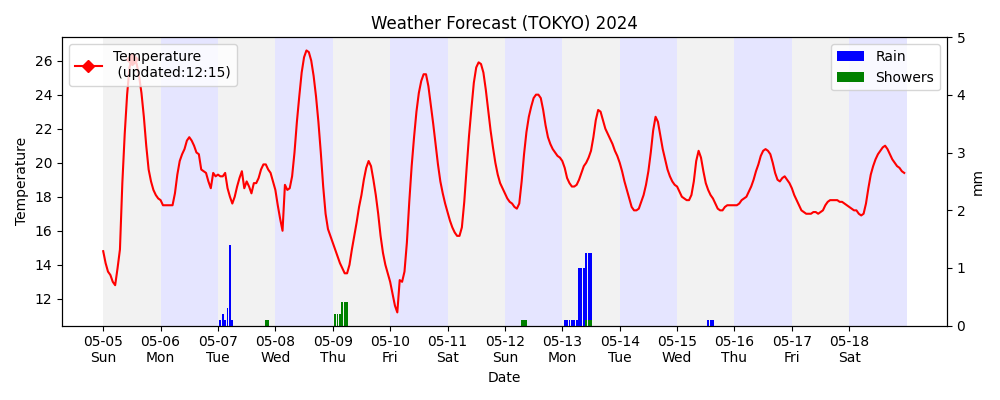 Weather Forecast (TOKYO) 2024
Temperature
(updated:12:15)
Rain
Showers
Temperature
26
24
22
20
18
16
14
12
5
4
3
2
1
0
mm
05-05 05-06 05-07 05-08 05-09 05-10 05-11 05-12 05-13 05-14 05-15 05-16 05-17 05-18
Sun Mon Tue Wed Thu Fri Sat Sun Mon Tue Wed Thu Fri Sat
Date